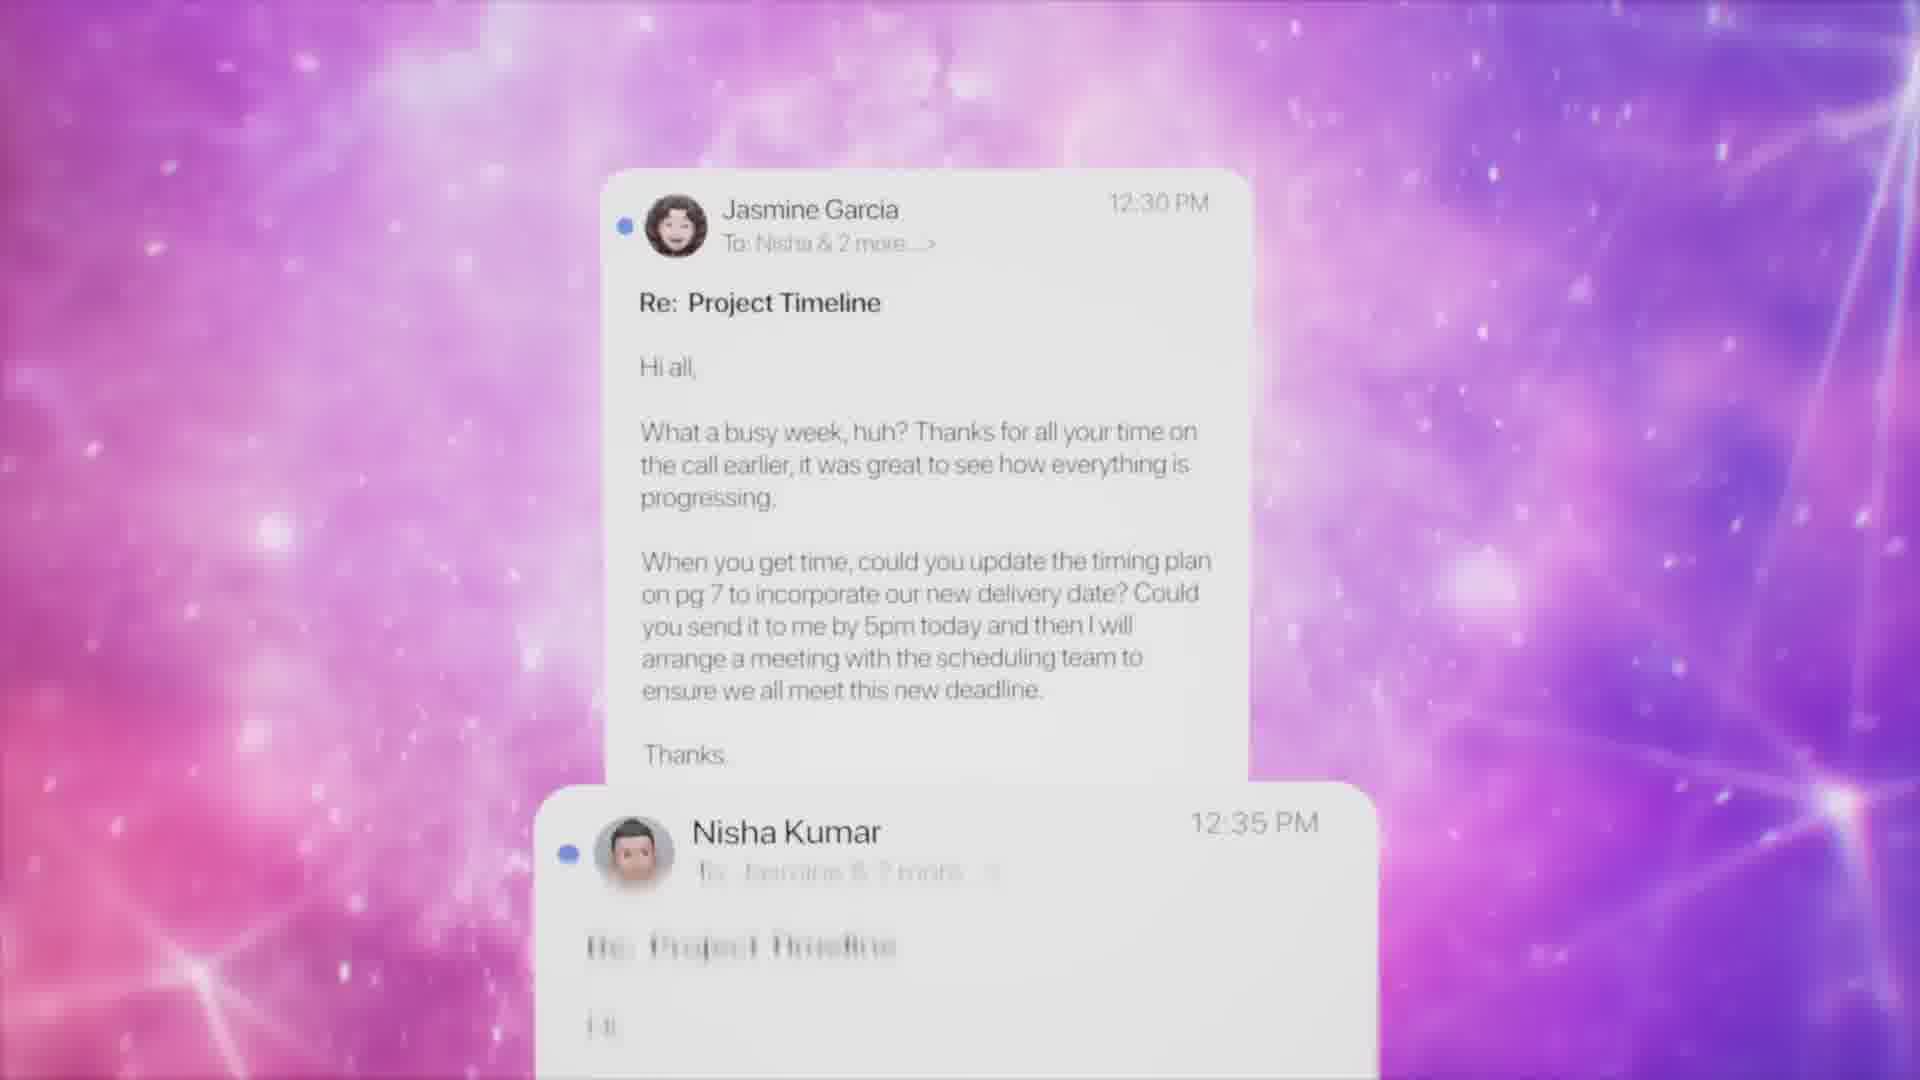 Jasmine Garcia
12:30 PM
To: Nisha & 2 more...>
Re: Project Timeline
Hi all,
What a busy week, huh? Thanks for all your time on
the call earlier, it was great to see how everything is
progressing.
When you get time, could you update the timing plan
on pg 7 to incorporate our new delivery date? Could
you send it to me by 5pm today and then I will
arrange a meeting with the scheduling team to
ensure we all meet this new deadline.
Thanks.
Nisha Kumar
12:35 PM
To: Jasmine & 2 more...>
Re: Project Timeline